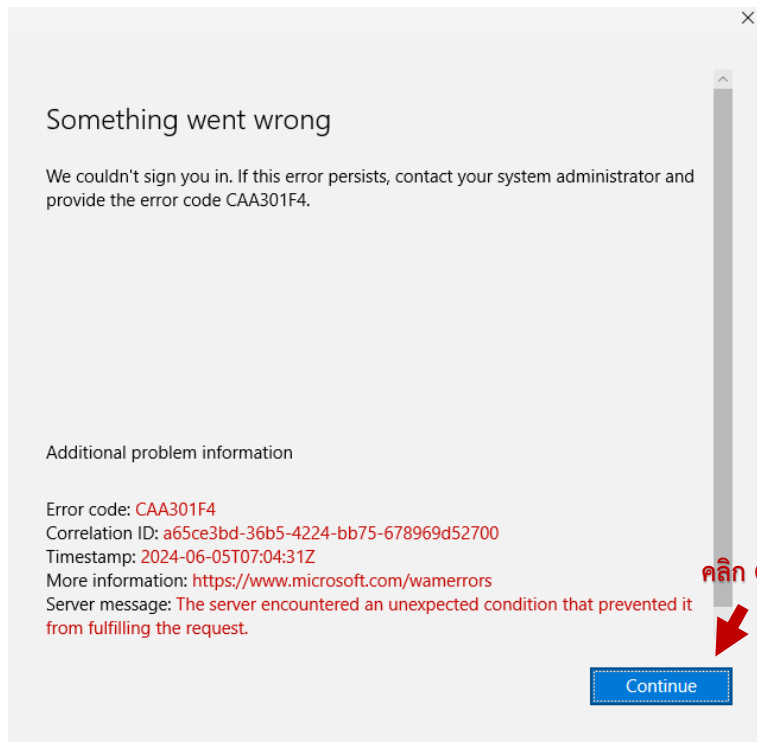 Something went wrong
We couldn't sign you in. If this error persists, contact your system administrator and
provide the error code CAA301F4.
Additional problem information
Error code: CAA301F4
Correlation ID: a65ce3bd-36b5-4224-bb75-678969d52700
Timestamp: 2024-06-05T07:04:31Z
More information: https://www.microsoft.com/wamerrors
คลิก
Server message: The server encountered an unexpected condition that prevented it
from fulfilling the request.
Continue